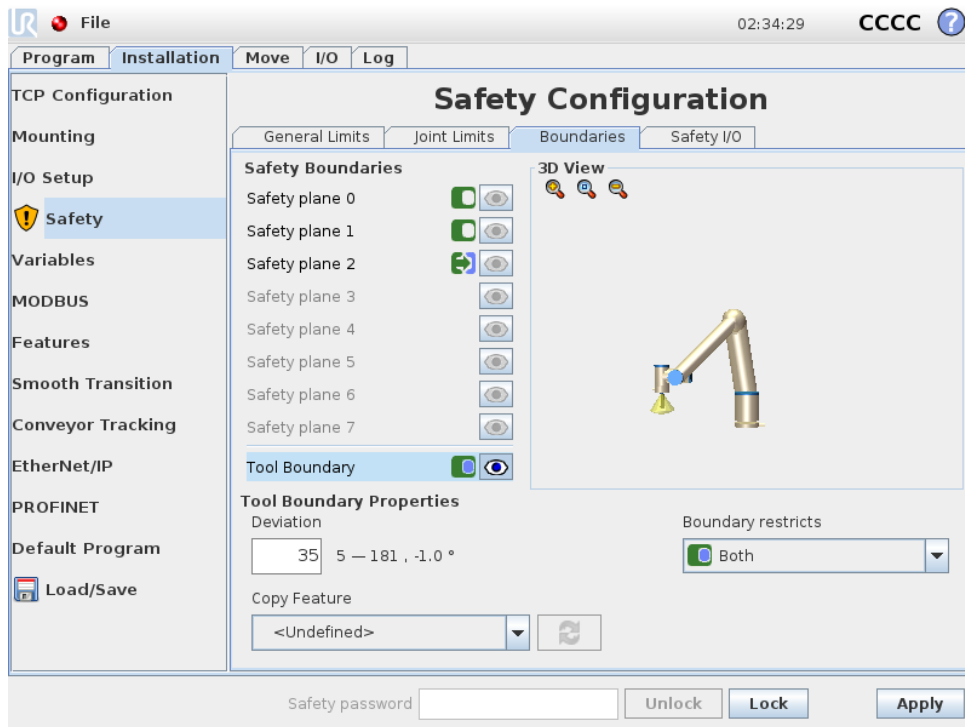 UR File 02:34:29 CCCC ?
Program Installation Move I/O Log
TCP Configuration
Mounting
I/O Setup
Safety
Variables
MODBUS
Features
Smooth Transition
Conveyor Tracking
EtherNet/IP
PROFINET
Default Program
Load/Save
Safety Configuration
General Limits Joint Limits Boundaries Safety I/O
Safety Boundaries
Safety plane 0
Safety plane 1
Safety plane 2
Safety plane 3
Safety plane 4
Safety plane 5
Safety plane 6
Safety plane 7
Tool Boundary
3D View
Tool Boundary Properties
Deviation
35 5 — 181 , -1.0 °
Boundary restricts
Both
Copy Feature
<Undefined>
Safety password Unlock Lock Apply